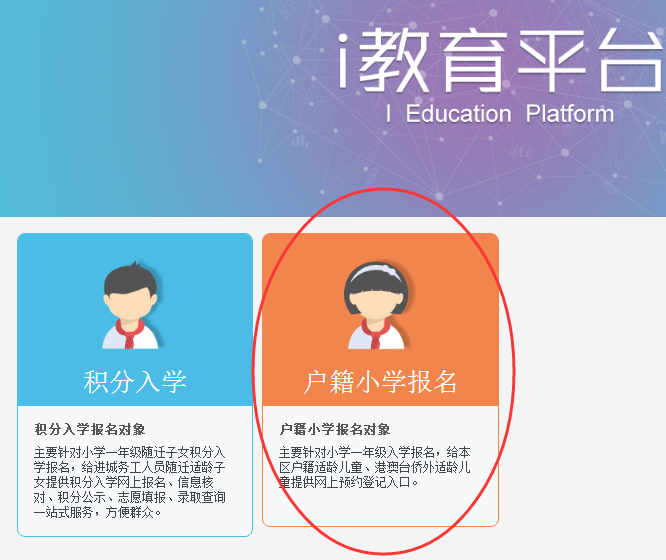 i教育平台
I Education Platform
积分入学
积分入学报名对象
主要针对小学一年级随迁子女积分入
学报名，给进城务工人员随迁适龄子
女提供积分入学网上报名、信息核
对、积分公示、志愿填报、录取查询
一站式服务，方便群众。
户籍小学报名
户籍小学报名对象
主要针对小学一年级入学报名，给本
区户籍适龄儿童、港澳台侨外适龄儿
童提供网上预约登记入口。